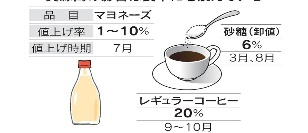 品 目 マヨネーズ
値上げ率 1〜10%
値上げ時期 7月
砂糖(卸値)
6%
3月、8月
レギュラーコーヒー
20%
9〜10月